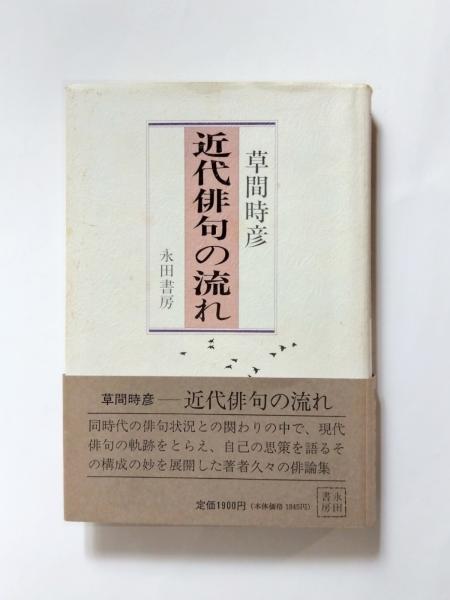 草間時彦
近代俳句の流れ
永田書房
草間時彦—近代俳句の流れ
同時代の俳句状況との関わりの中で、現代
俳句の軌跡をとらえ、自己の思策を語るそ
の構成の妙を展開した著者久々の俳論集
定価1900円(本体価格 1845円)
永田
書房